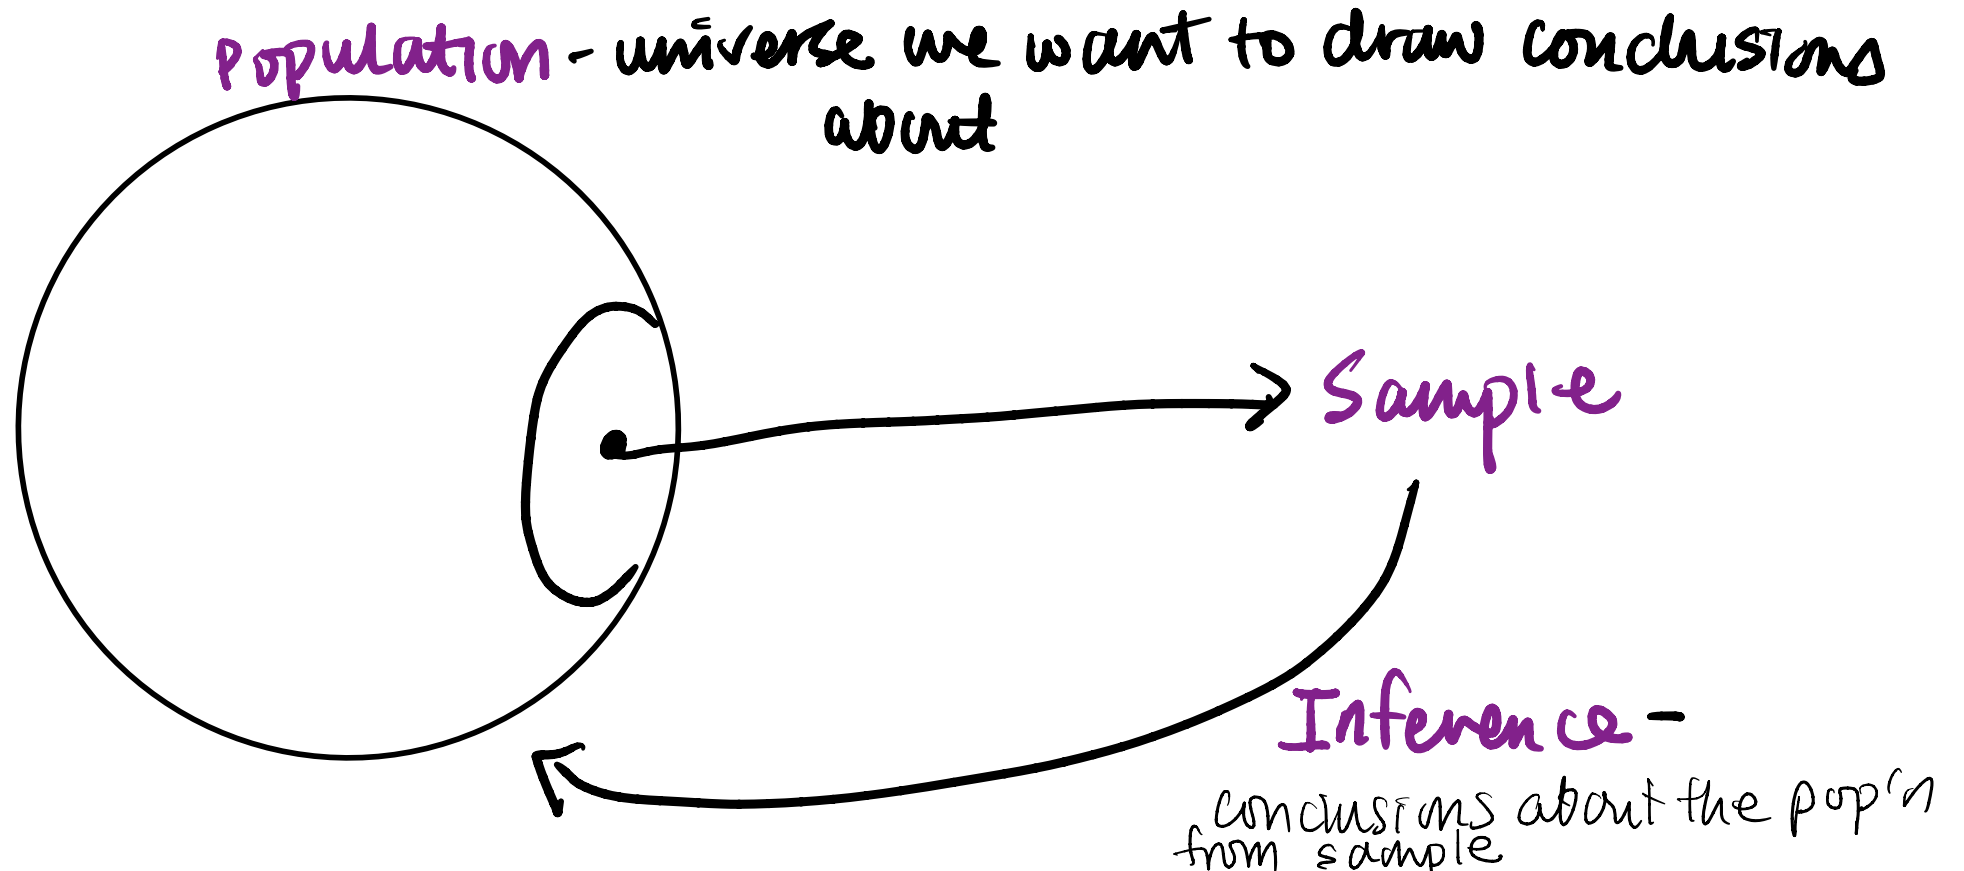 Population - universe we want to draw conclusions
about
Sample
Inference -
conclusions about the pop'n
from sample